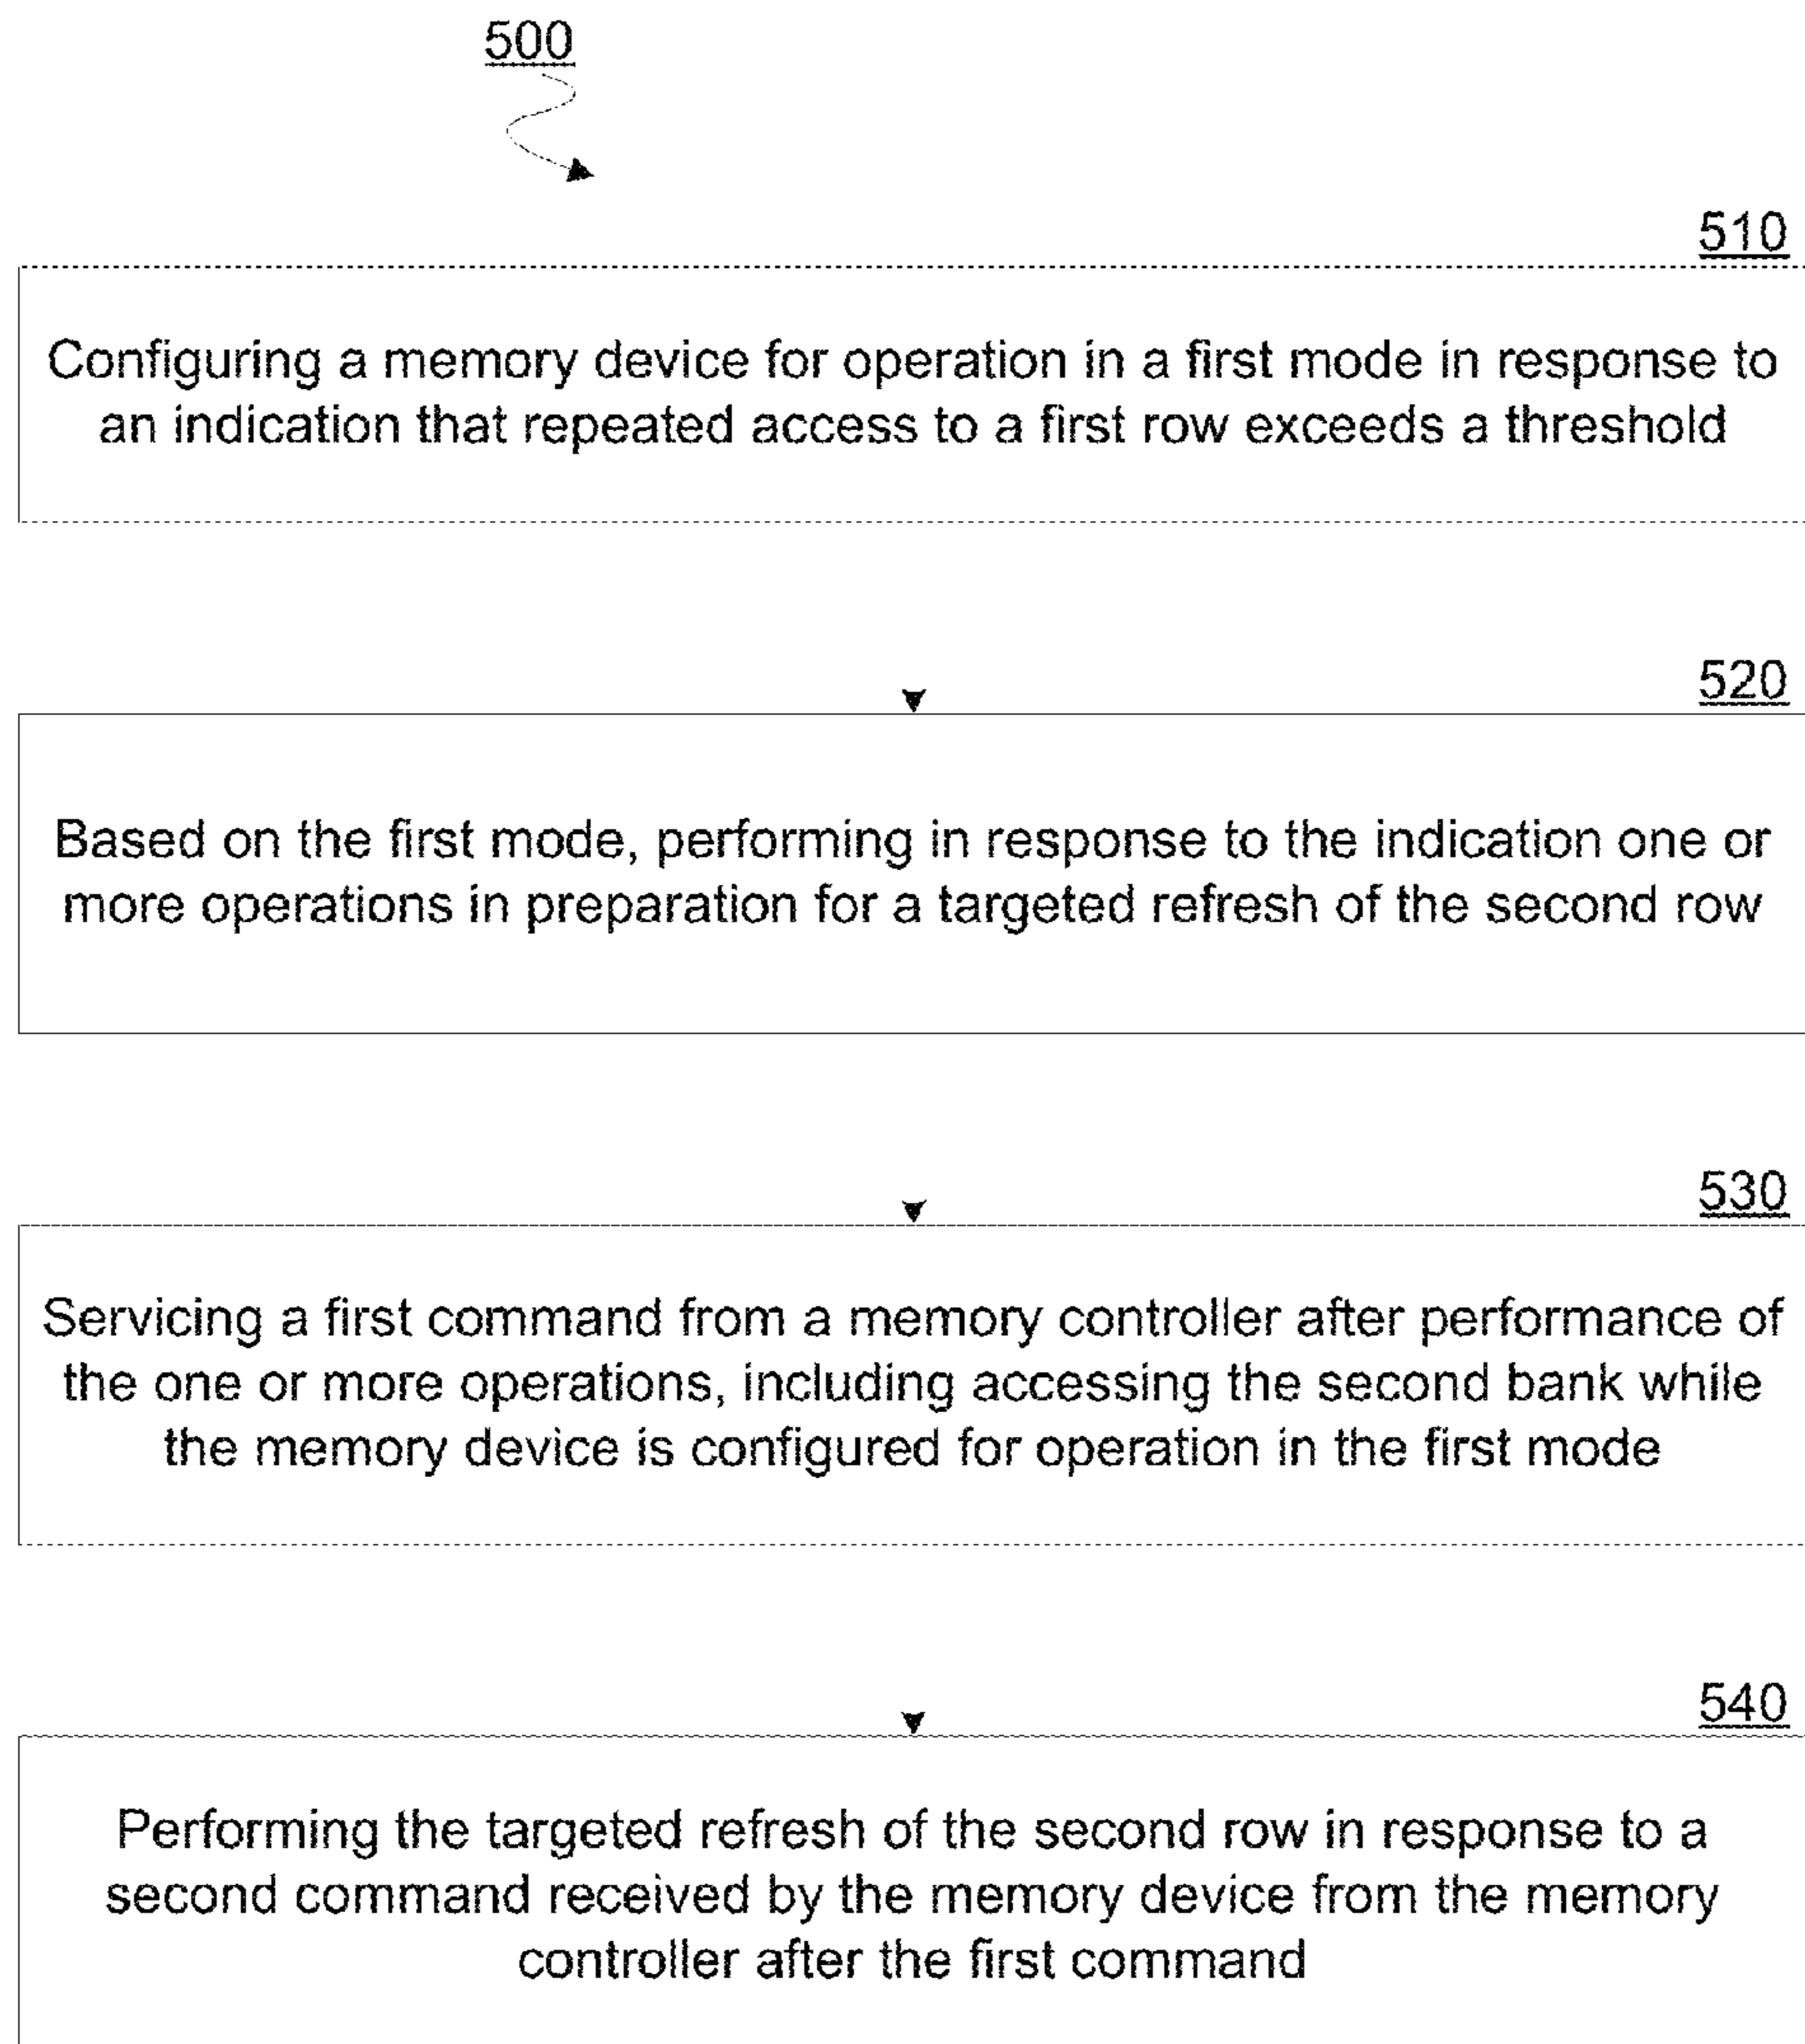 500
510
Configuring a memory device for operation in a first mode in response to
an indication that repeated access to a first row exceeds a threshold
520
Based on the first mode, performing in response to the indication one or
more operations in preparation for a targeted refresh of the second row
530
Servicing a first command from a memory controller after performance of
the one or more operations, including accessing the second bank while
the memory device is configured for operation in the first mode
540
Performing the targeted refresh of the second row in response to a
second command received by the memory device from the memory
controller after the first command